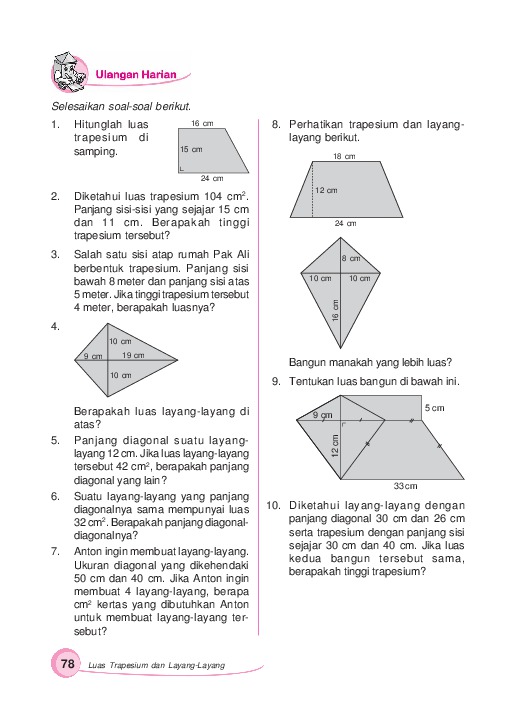 Ulangan Harian
Selesaikan soal-soal berikut.
1. Hitunglah luas
trapesium di
samping.
16 cm
15 cm
24 cm
2. Diketahui luas trapesium 104 cm².
Panjang sisi-sisi yang sejajar 15 cm
dan 11 cm. Berapakah tinggi
trapesium tersebut?
3. Salah satu sisi atap rumah Pak Ali
berbentuk trapesium. Panjang sisi
bawah 8 meter dan panjang sisi atas
5 meter. Jika tinggi trapesium tersebut
4 meter, berapakah luasnya?
4.
10 cm
9 cm 19 cm
10 cm
Berapakah luas layang-layang di
atas?
5. Panjang diagonal suatu layang-
layang 12 cm. Jika luas layang-layang
tersebut 42 cm², berapakah panjang
diagonal yang lain?
6. Suatu layang-layang yang panjang
diagonalnya sama mempunyai luas
32 cm². Berapakah panjang diagonal-
diagonalnya?
7. Anton ingin membuat layang-layang.
Ukuran diagonal yang dikehendaki
50 cm dan 40 cm. Jika Anton ingin
membuat 4 layang-layang, berapa
cm² kertas yang dibutuhkan Anton
untuk membuat layang-layang ter-
sebut?
8. Perhatikan trapesium dan layang-
layang berikut.
18 cm
12 cm
24 cm
8 cm
10 cm 10 cm
16 cm
Bangun manakah yang lebih luas?
9. Tentukan luas bangun di bawah ini.
5 cm
9 cm
12 cm
33 cm
10. Diketahui layang-layang dengan
panjang diagonal 30 cm dan 26 cm
serta trapesium dengan panjang sisi
sejajar 30 cm dan 40 cm. Jika luas
kedua bangun tersebut sama,
berapakah tinggi trapesium?
78 Luas Trapesium dan Layang-Layang